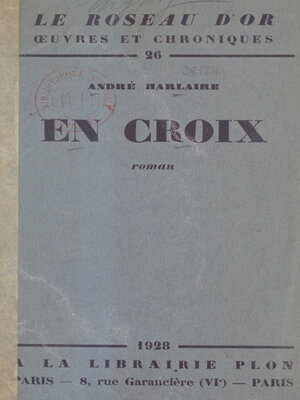 LE ROSEAU D'OR
ŒUVRES ET CHRONIQUES
26
ANDRÉ HARLAIRE
EN CROIX
roman
1928
A LA LIBRAIRIE PLON
PARIS — 8, rue Garancière (VIᵉ) — PARIS